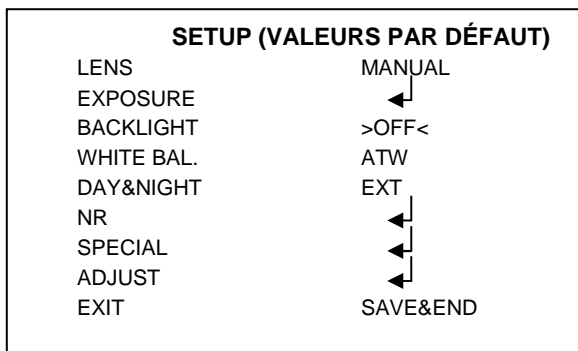 SETUP (VALEURS PAR DÉFAUT)
LENS MANUAL
EXPOSURE
BACKLIGHT >OFF<
WHITE BAL. ATW
DAY&NIGHT EXT
NR
SPECIAL
ADJUST
EXIT SAVE&END